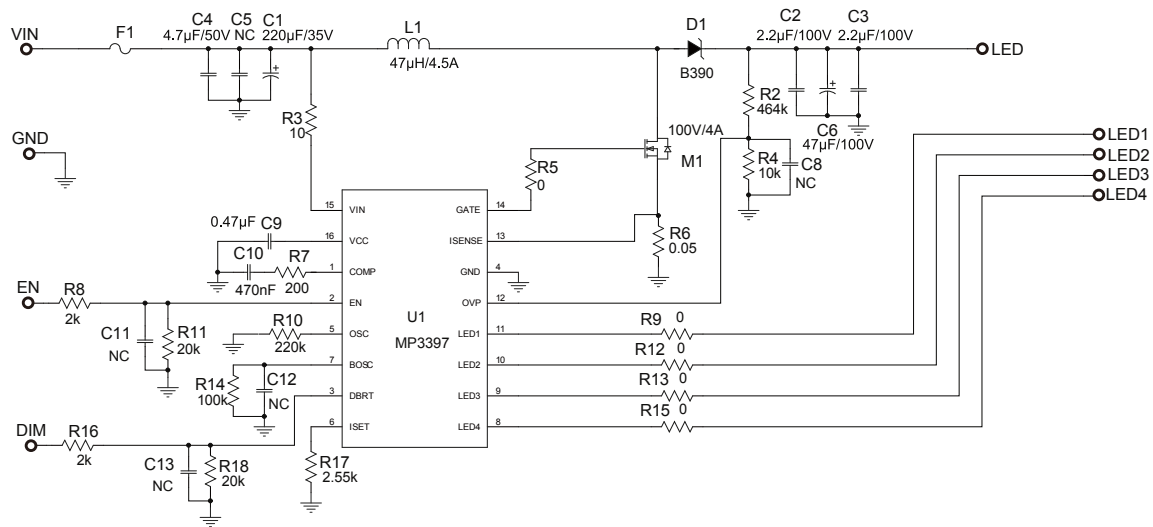 VIN
F1
C4
4.7µF/50V
C5
NC
C1
220µF/35V
+
L1
47µH/4.5A
D1
B390
C2
2.2µF/100V
C3
2.2µF/100V
LED
R3
10
R2
464k
+
C6
47µF/100V
GND
100V/4A
M1
R5
0
R4
10k
C8
NC
LED1
LED2
LED3
LED4
15
VIN
GATE
14
0.47µF
C9
16
VCC
ISENSE
13
R6
0.05
C10
470nF
R7
200
1
COMP
GND
4
EN
R8
2k
2
EN
OVP
12
C11
NC
R11
20k
R10
220k
5
OSC
U1
MP3397
LED1
11
R9
0
7
BOSC
LED2
10
R12
0
R14
100k
C12
NC
3
DBRT
LED3
9
R13
0
DIM
R16
2k
6
ISET
LED4
8
R15
0
C13
NC
R18
20k
R17
2.55k